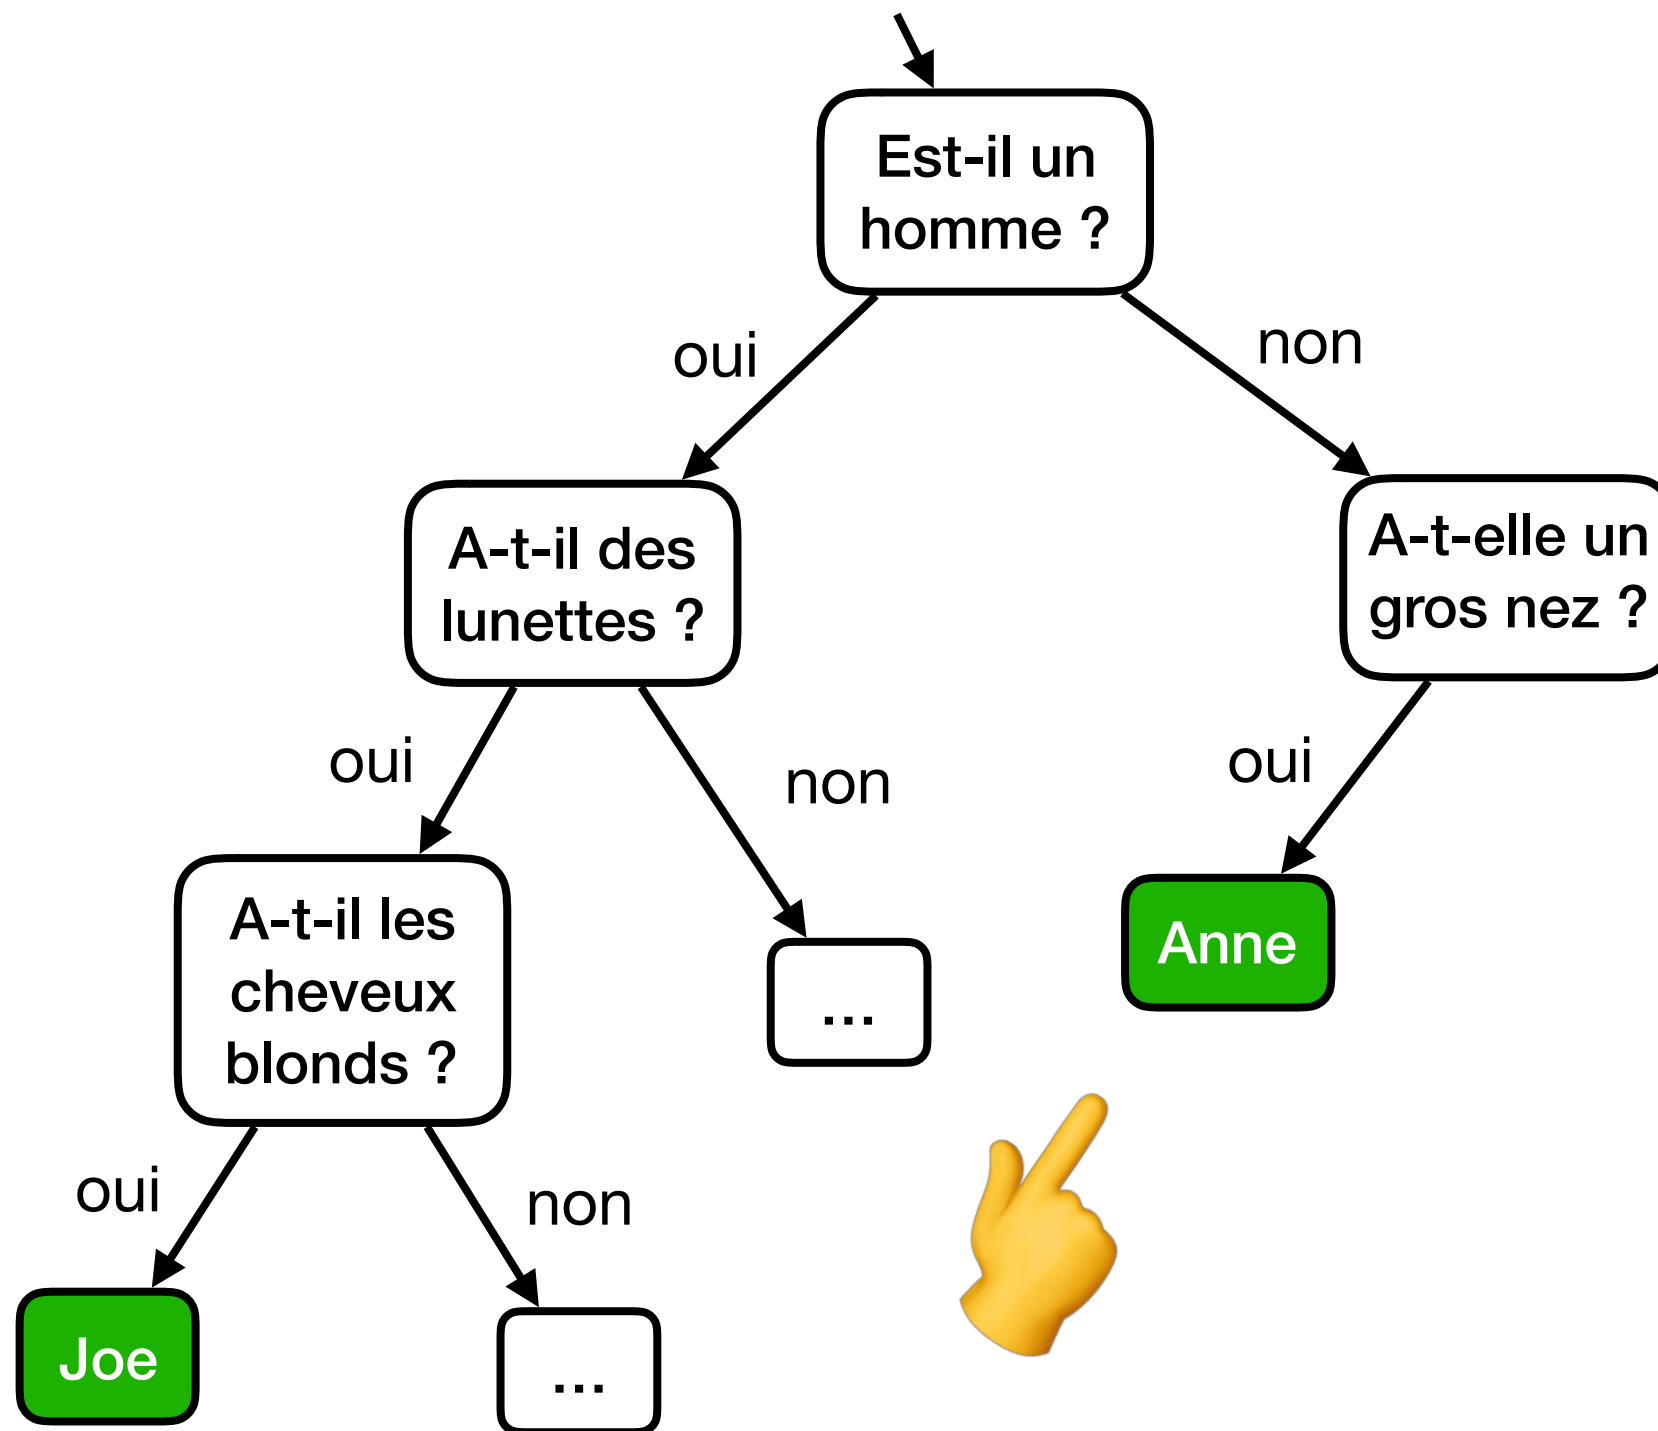 Est-il un
homme ?
oui
non
A-t-il des
lunettes ?
A-t-elle un
gros nez ?
oui
non
oui
A-t-il les
cheveux
blonds ?
...
Anne
oui
non
Joe
...